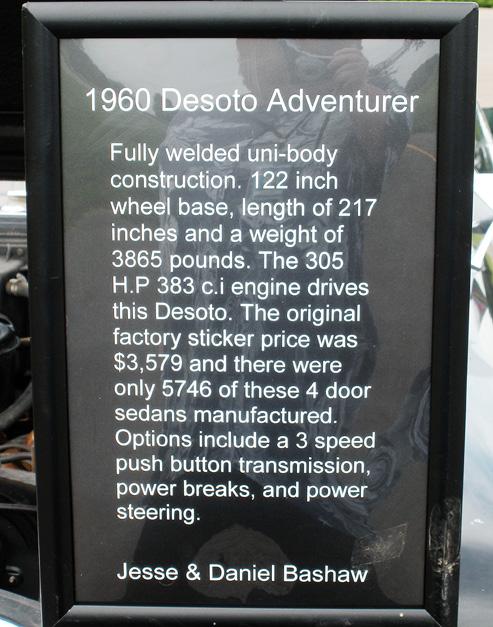 1960 Desoto Adventurer
Fully welded uni-body
construction. 122 inch
wheel base, length of 217
inches and a weight of
3865 pounds. The 305
H.P 383 c.i engine drives
this Desoto. The original
factory sticker price was
$3,579 and there were
only 5746 of these 4 door
sedans manufactured.
Options include a 3 speed
push button transmission,
power breaks, and power
steering.
Jesse & Daniel Bashaw